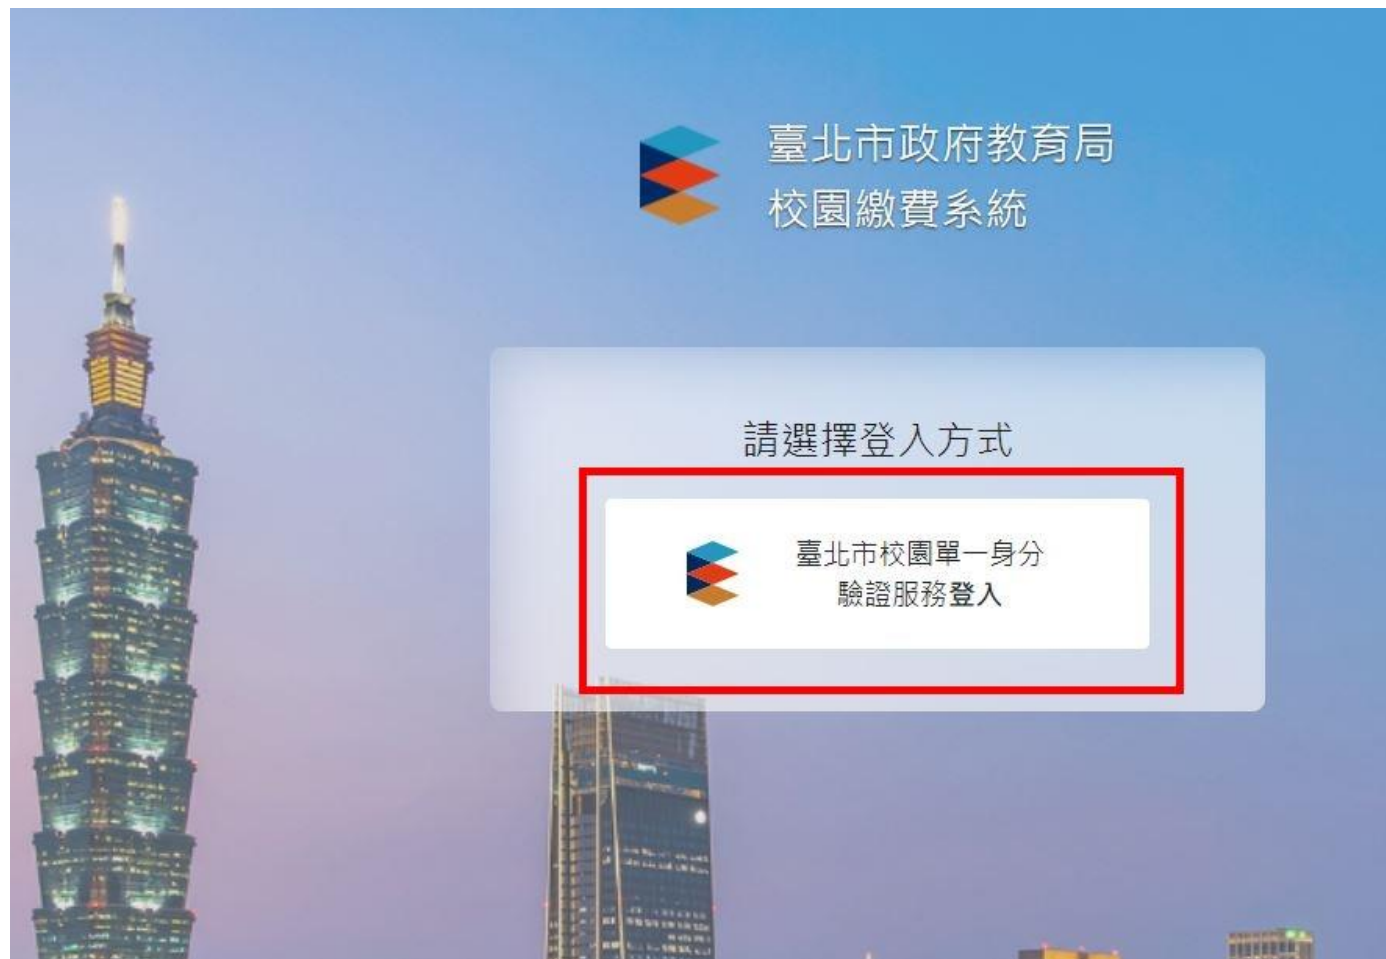 臺北市政府教育局
校園繳費系統
請選擇登入方式
臺北市校園單一身分
驗證服務登入